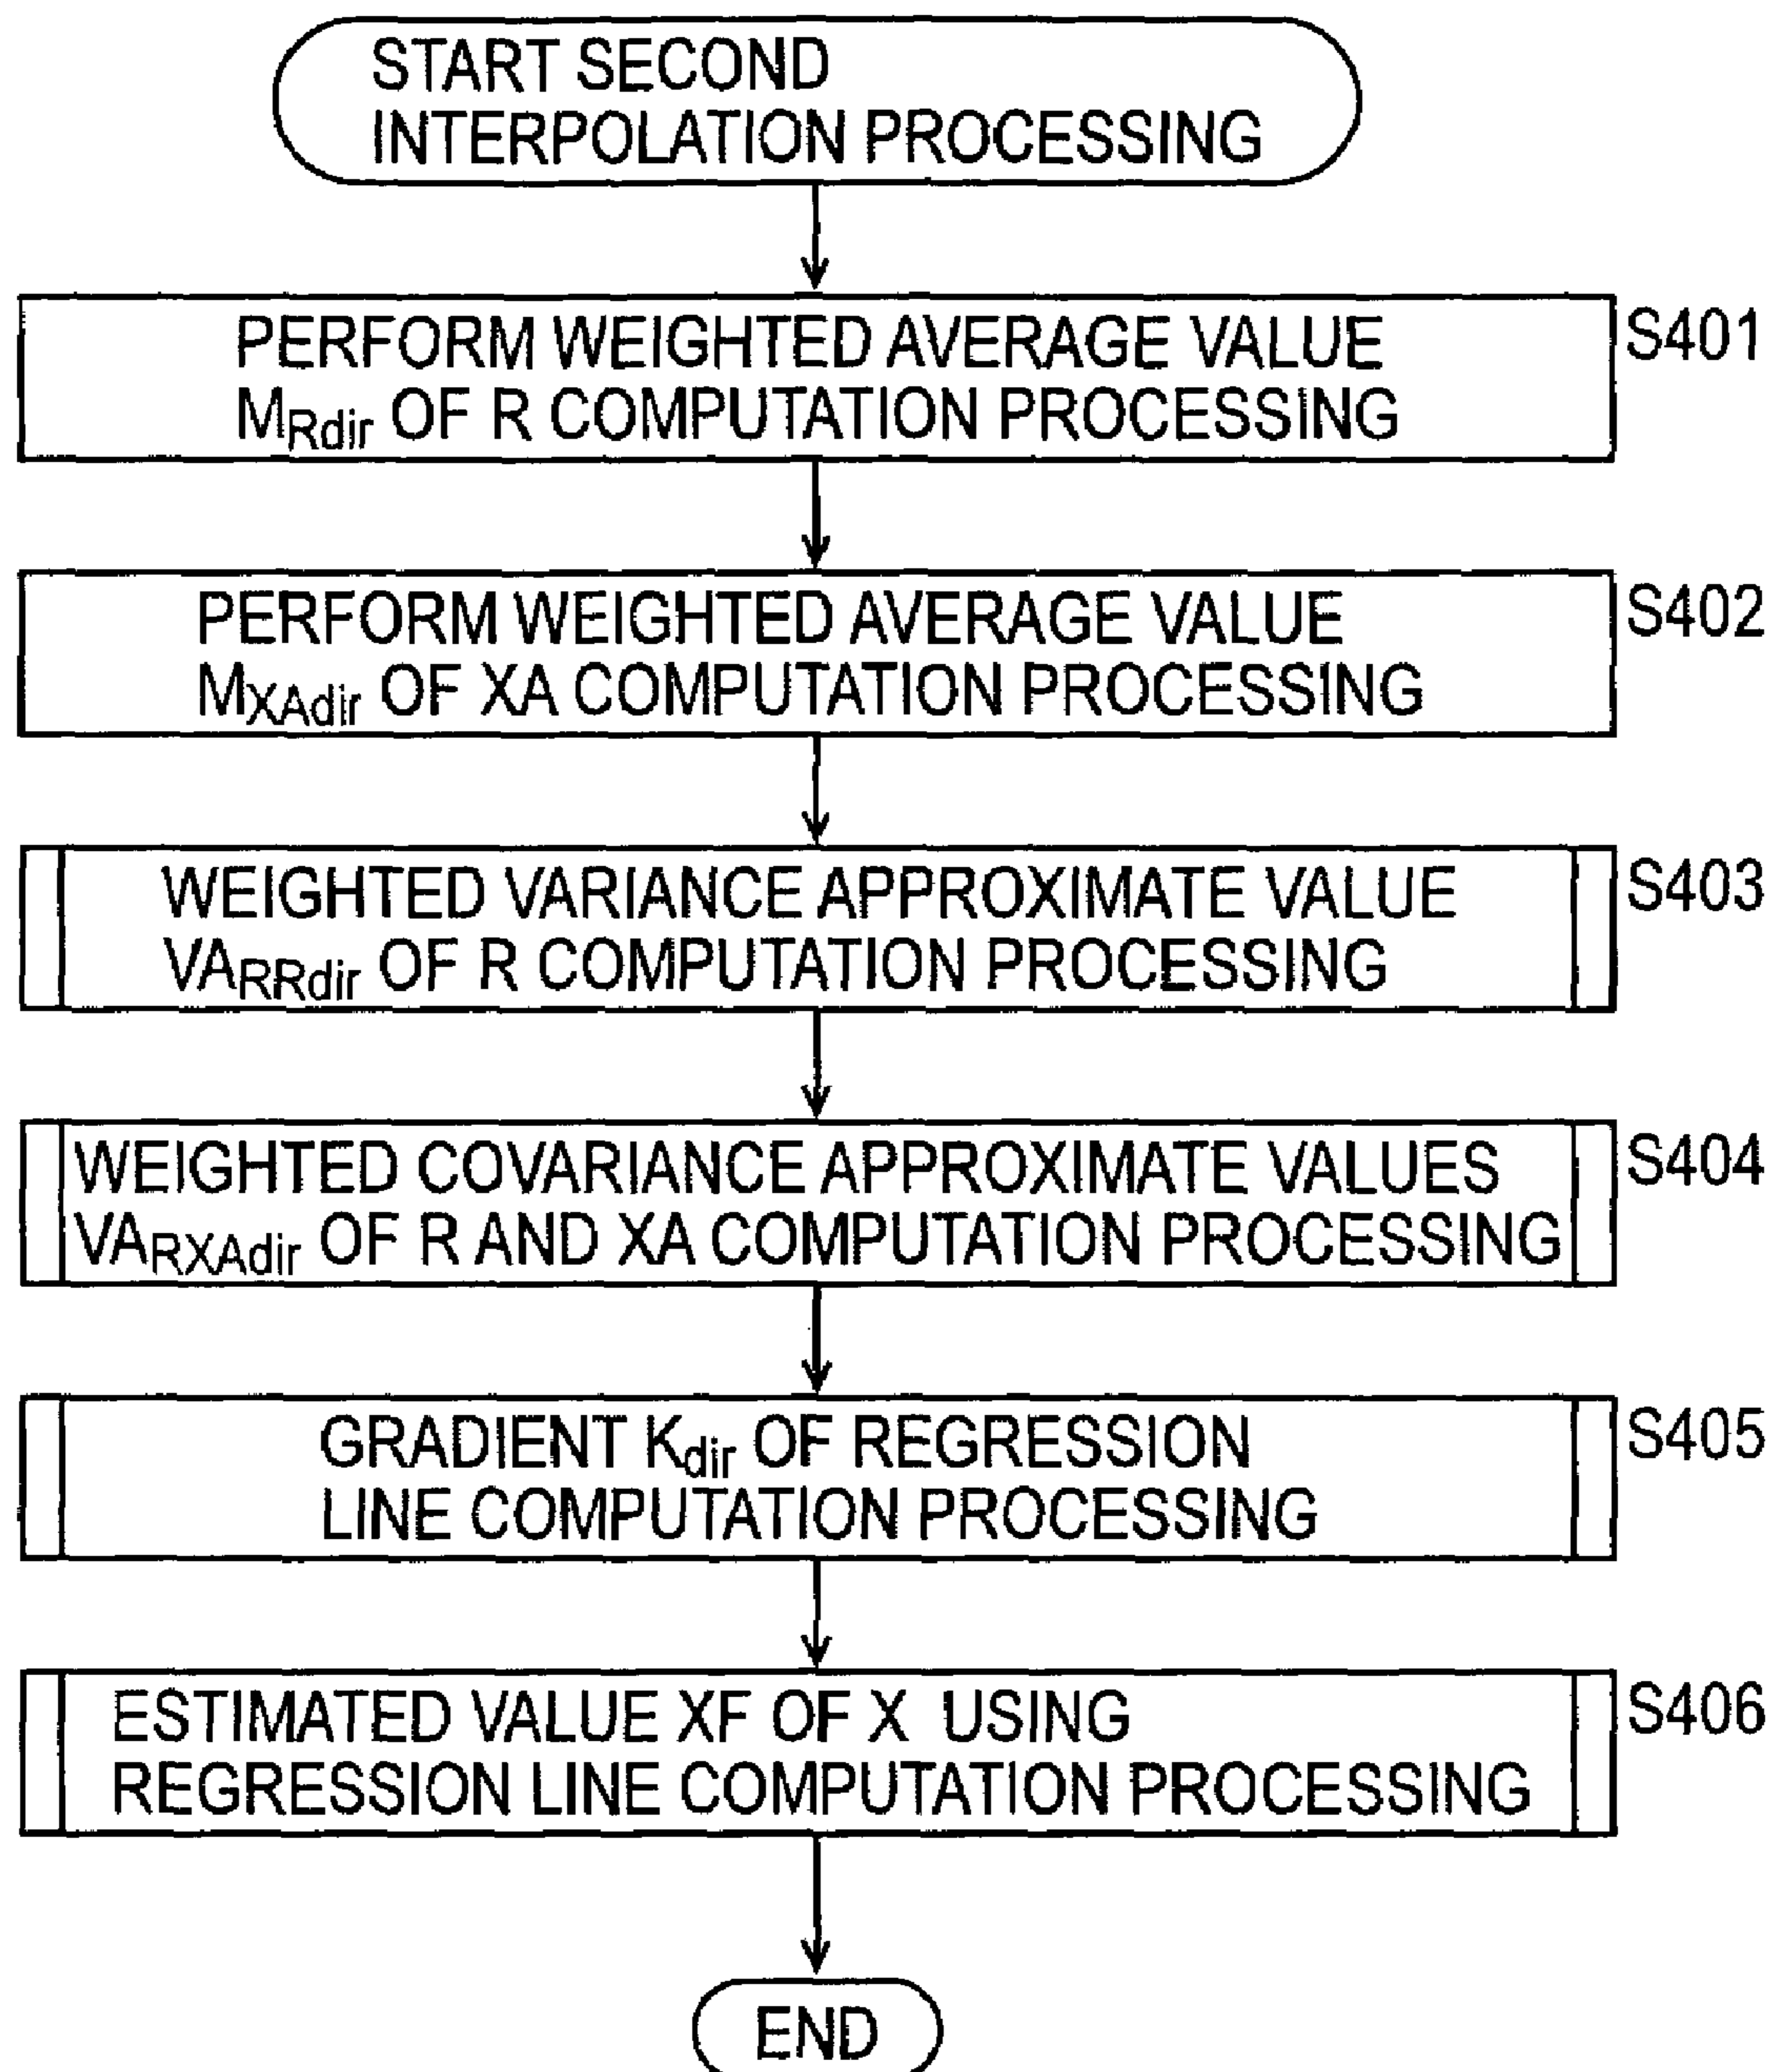 START SECOND
INTERPOLATION PROCESSING
PERFORM WEIGHTED AVERAGE VALUE S401
MRdir OF R COMPUTATION PROCESSING
PERFORM WEIGHTED AVERAGE VALUE S402
MXAdir OF XA COMPUTATION PROCESSING
WEIGHTED VARIANCE APPROXIMATE VALUE S403
VARRdir OF R COMPUTATION PROCESSING
WEIGHTED COVARIANCE APPROXIMATE VALUES S404
VARXAdir OF R AND XA COMPUTATION PROCESSING
GRADIENT Kdir OF REGRESSION S405
LINE COMPUTATION PROCESSING
ESTIMATED VALUE XF OF X USING S406
REGRESSION LINE COMPUTATION PROCESSING
END